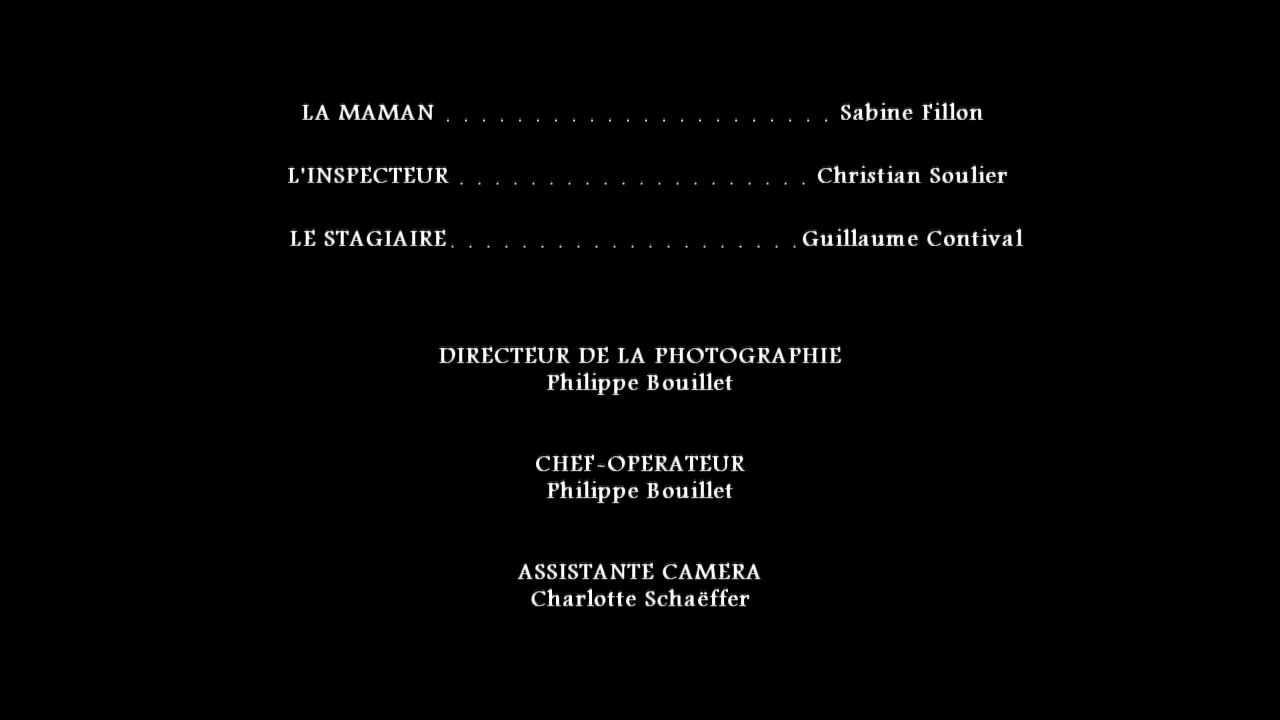 LA MAMAN . . . . . . . . . . . . . . . . . . . . . . Sabine Fillon
L'INSPECTEUR . . . . . . . . . . . . . . . . . . . . Christian Soulier
LE STAGIAIRE . . . . . . . . . . . . . . . . . . . . Guillaume Contival
DIRECTEUR DE LA PHOTOGRAPHIE
Philippe Bouillet
CHEF-OPERATEUR
Philippe Bouillet
ASSISTANTE CAMERA
Charlotte Schaëffer